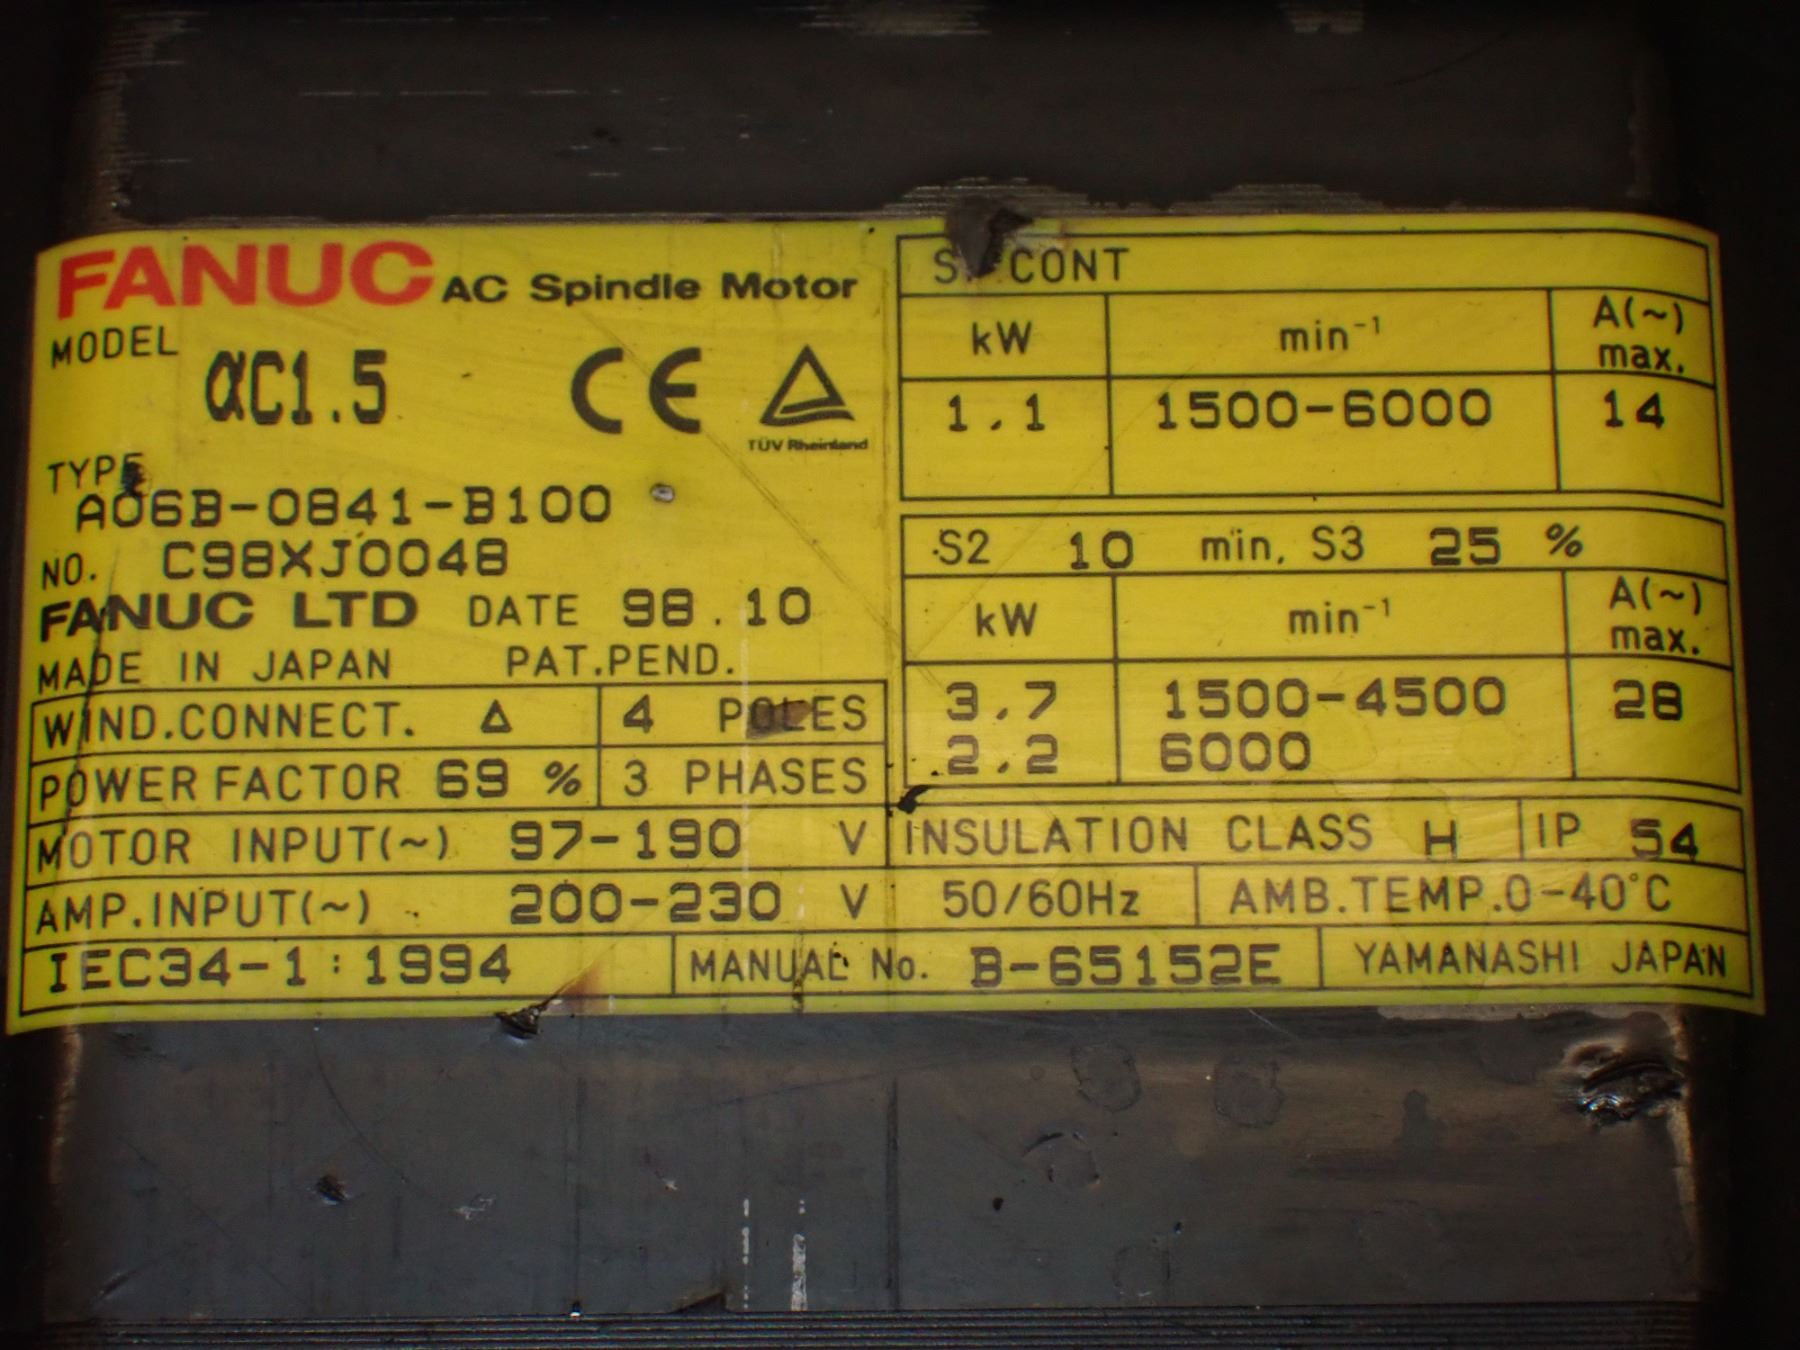 FANUC AC Spindle Motor
MODEL
αC1.5
CE
TÜV Rheinland
TYPE
A06B-0841-B100
NO. C98XJ0048
FANUC LTD DATE 98.10
MADE IN JAPAN PAT.PEND.
WIND.CONNECT. Δ 4 POLES
POWER FACTOR 69 % 3 PHASES
MOTOR INPUT(~) 97-190 V
AMP.INPUT(~) 200-230 V
CONT
kW min⁻¹ A(~) max.
1.1 1500-6000 14
S2 10 min, S3 25 %
kW min⁻¹ A(~) max.
3.7 1500-4500 28
2.2 6000
INSULATION CLASS H IP 54
50/60Hz AMB.TEMP.0-40°C
IEC34-1:1994 MANUAL No. B-65152E YAMANASHI JAPAN